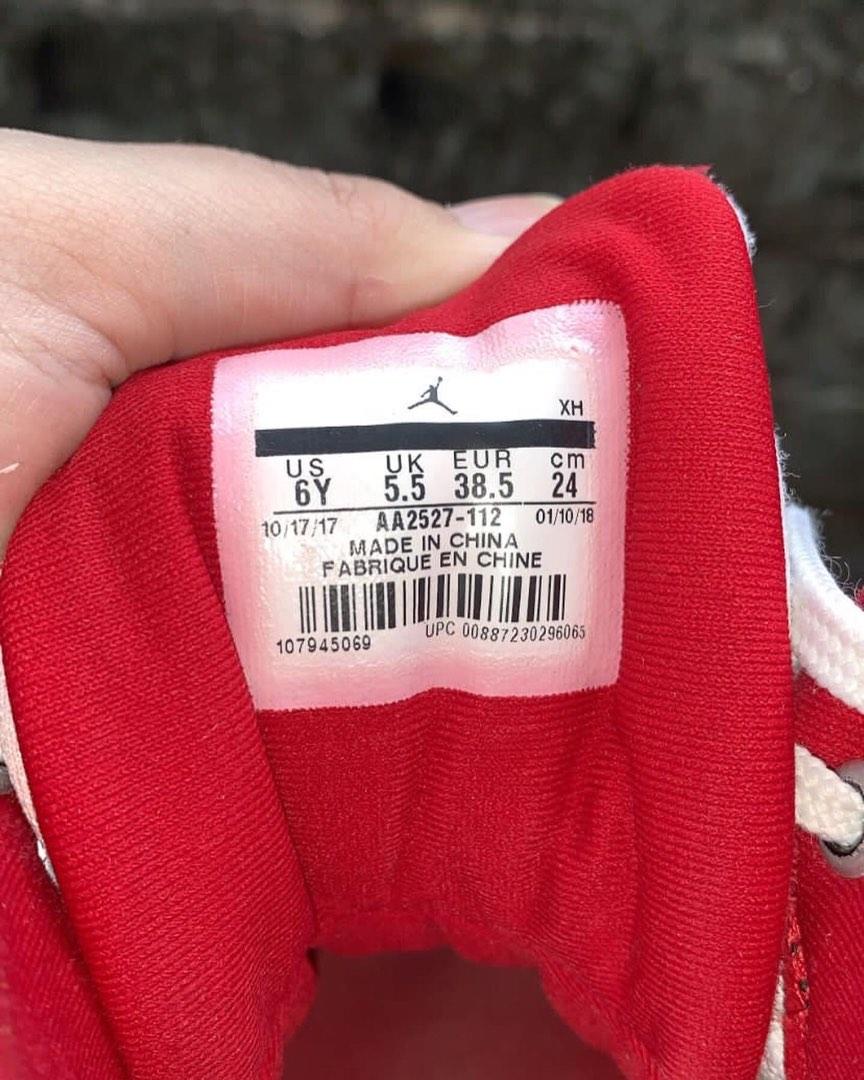 XH
US UK EUR cm
6Y 5.5 38.5 24
10/17/17 AA2527-112 01/10/18
MADE IN CHINA
FABRIQUE EN CHINE
107945069 UPC 00887230296065